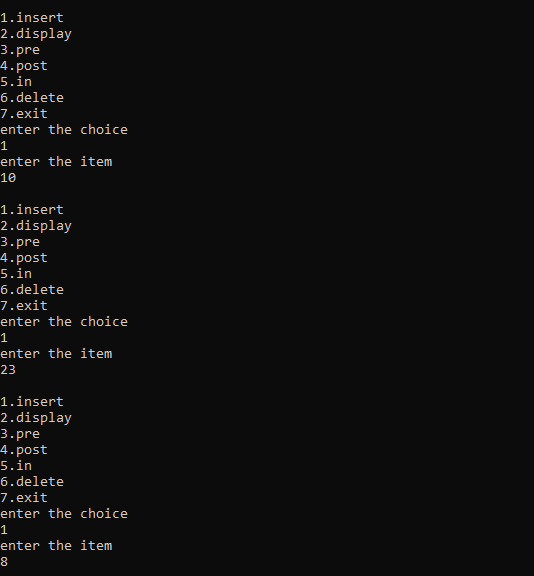 1.insert
2.display
3.pre
4.post
5.in
6.delete
7.exit
enter the choice
1
enter the item
10
1.insert
2.display
3.pre
4.post
5.in
6.delete
7.exit
enter the choice
1
enter the item
23
1.insert
2.display
3.pre
4.post
5.in
6.delete
7.exit
enter the choice
1
enter the item
8